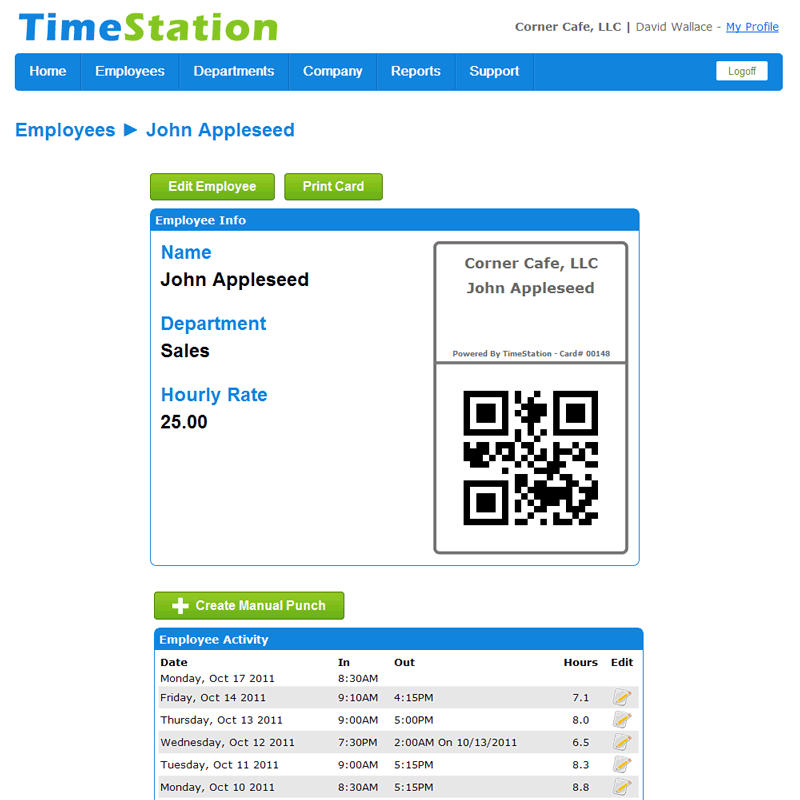 TimeStation
Corner Cafe, LLC | David Wallace - My Profile
Home Employees Departments Company Reports Support Logoff
Employees ► John Appleseed
Edit Employee Print Card
Employee Info
Name
John Appleseed
Department
Sales
Hourly Rate
25.00
Corner Cafe, LLC
John Appleseed
Powered By TimeStation - Card# 00148
Create Manual Punch
Employee Activity
Date In Out Hours Edit
Monday, Oct 17 2011 8:30AM
Friday, Oct 14 2011 9:10AM 4:15PM 7.1
Thursday, Oct 13 2011 9:00AM 5:00PM 8.0
Wednesday, Oct 12 2011 7:30PM 2:00AM On 10/13/2011 6.5
Tuesday, Oct 11 2011 9:00AM 5:15PM 8.3
Monday, Oct 10 2011 8:30AM 5:15PM 8.8